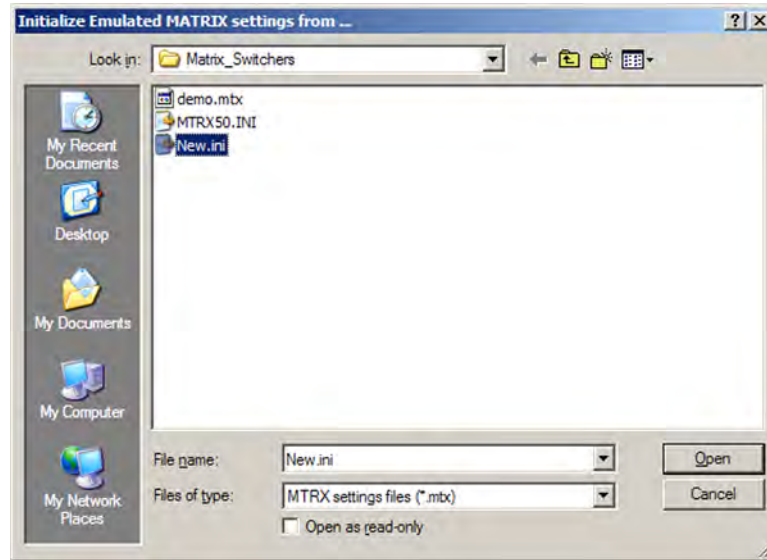 Initialize Emulated MATRIX settings from ...
Look in: Matrix_Switchers
demo.mtx
MTRX50.INI
New.ini
My Recent
Documents
Desktop
My Documents
My Computer
My Network
Places
File name: New.ini Open
Files of type: MTRX settings files (*.mtx) Cancel
Open as read-only